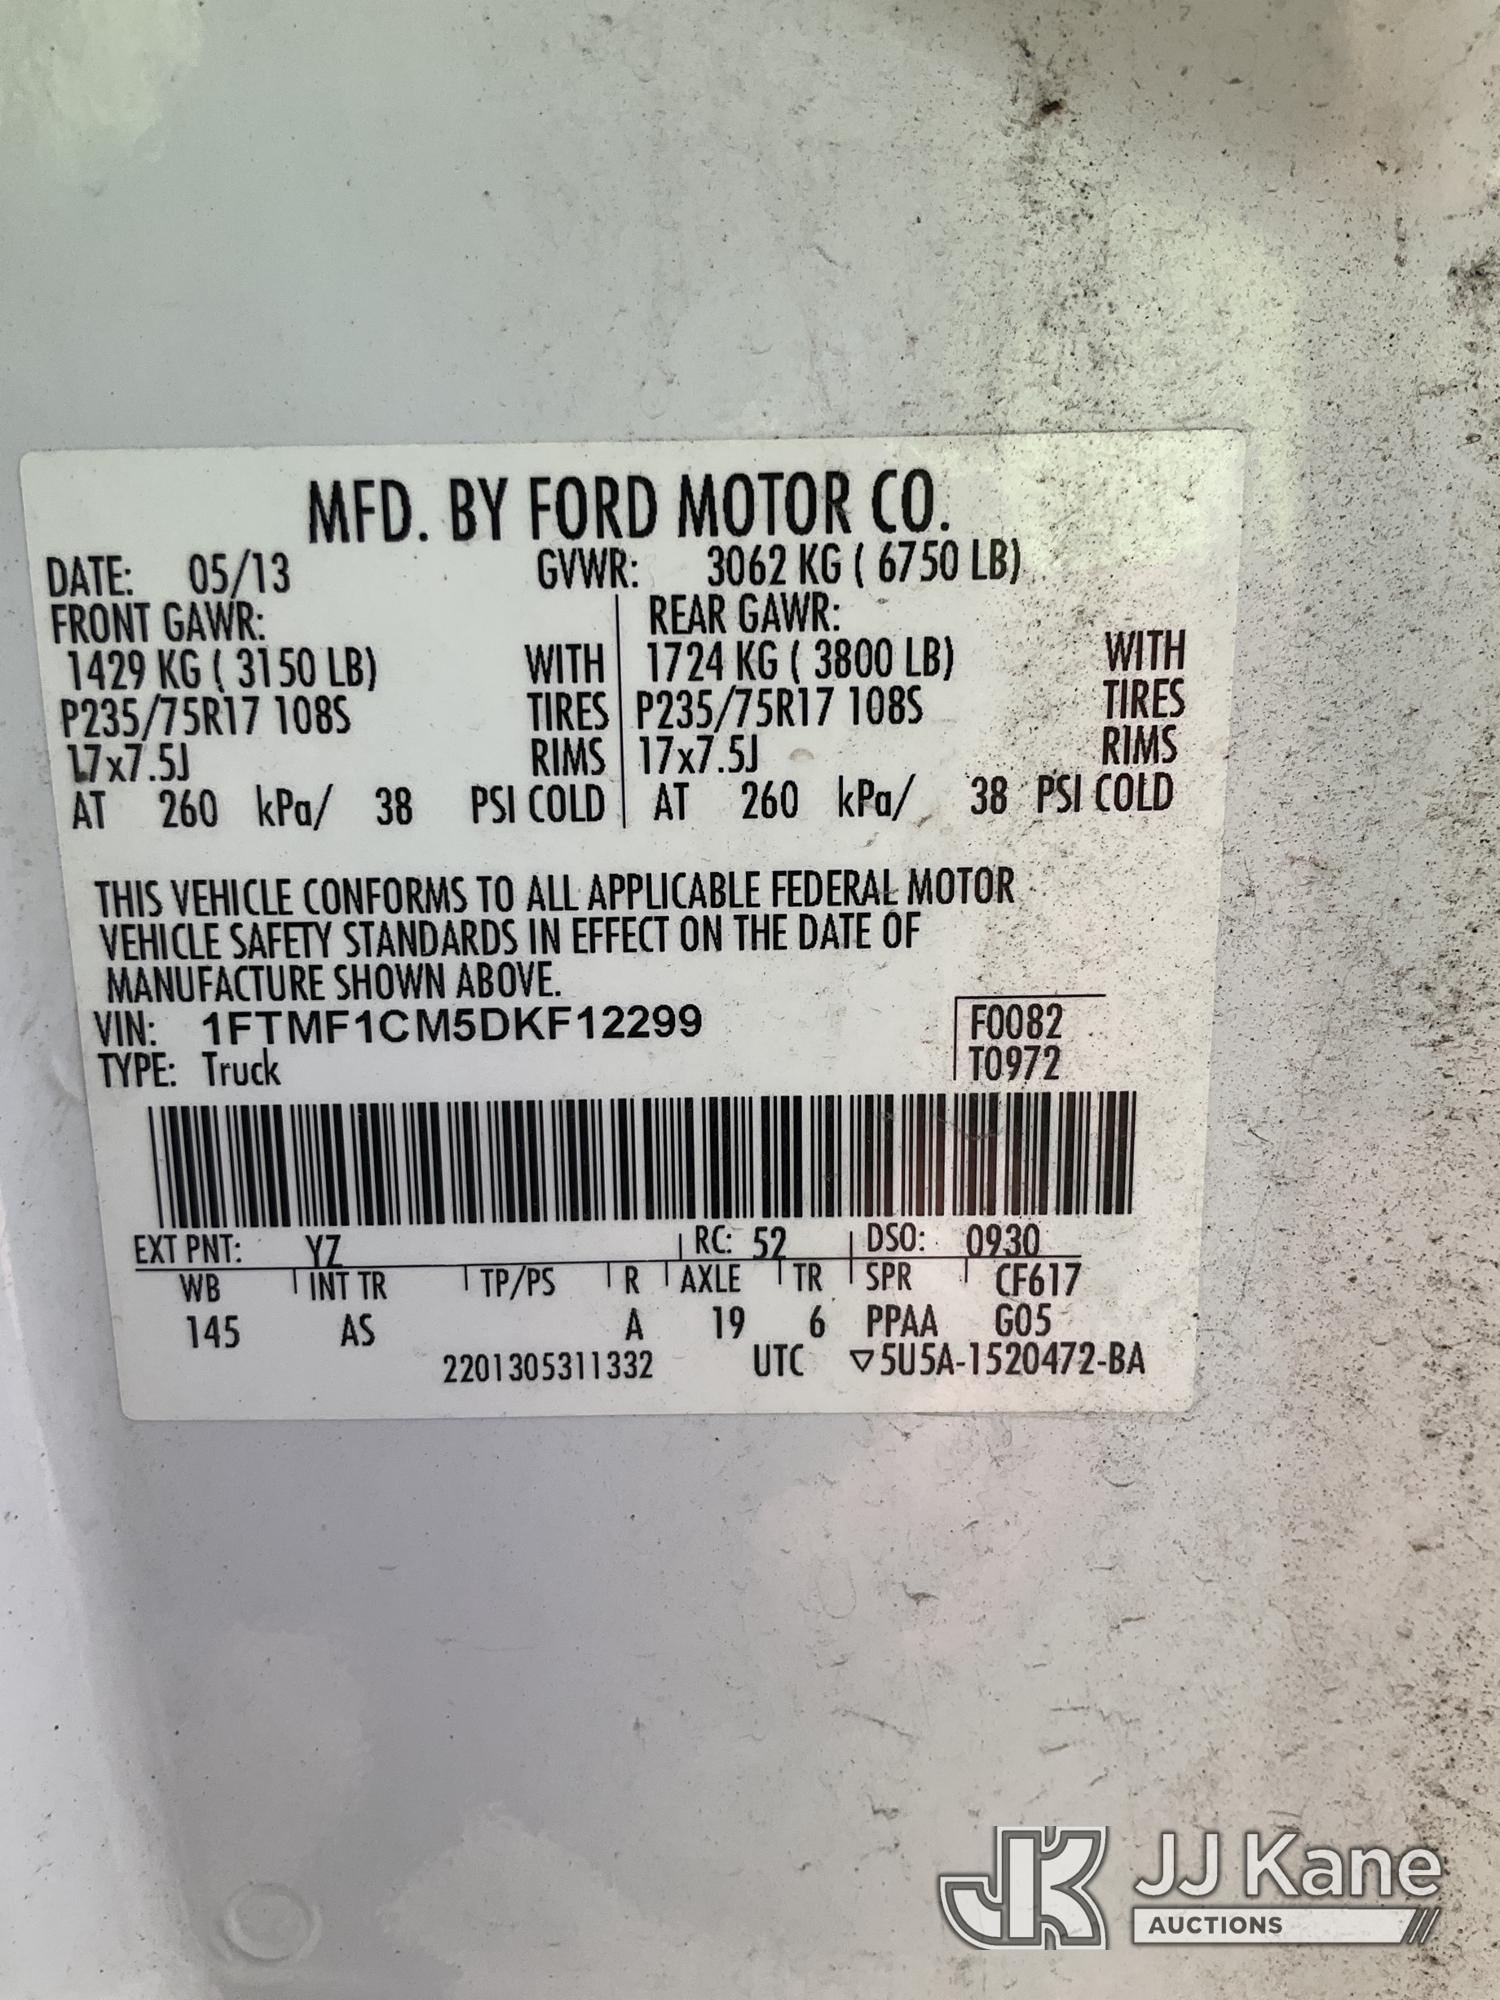 MFD. BY FORD MOTOR CO.
DATE: 05/13 GVWR: 3062 KG ( 6750 LB)
FRONT GAWR: REAR GAWR:
1429 KG ( 3150 LB) WITH 1724 KG ( 3800 LB) WITH
P235/75R17 108S TIRES P235/75R17 108S TIRES
17x7.5J RIMS 17x7.5J RIMS
AT 260 kPa/ 38 PSI COLD AT 260 kPa/ 38 PSI COLD
THIS VEHICLE CONFORMS TO ALL APPLICABLE FEDERAL MOTOR
VEHICLE SAFETY STANDARDS IN EFFECT ON THE DATE OF
MANUFACTURE SHOWN ABOVE.
VIN: 1FTMF1CM5DKF12299 F0082
TYPE: Truck T0972
EXT PNT: YZ RC: 52 DSO: 0930
WB INT TR TP/PS R AXLE TR SPR CF617
145 AS A 19 6 PPAA G05
2201305311332 UTC ▽5U5A-1520472-BA
JK JJ Kane
AUCTIONS